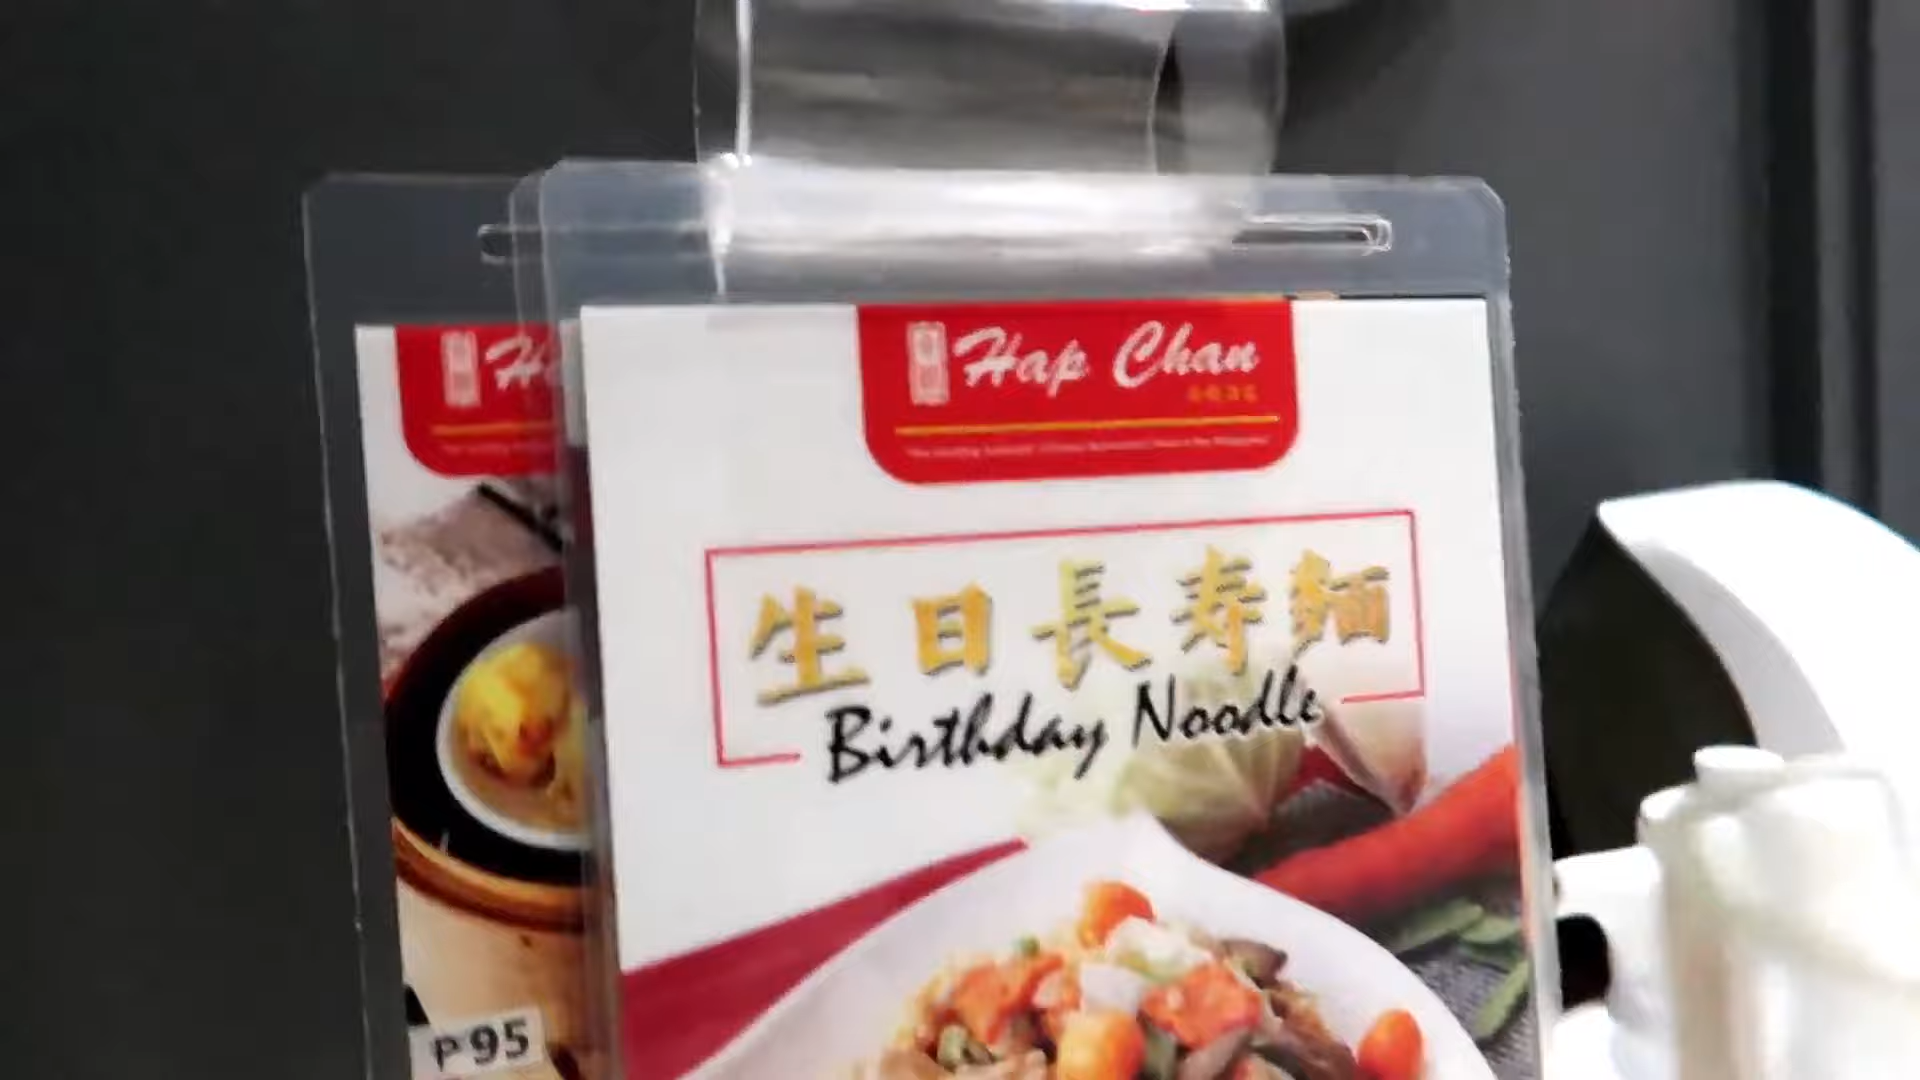 Hap Chan
生日長寿麵
Birthday Noodle
P95